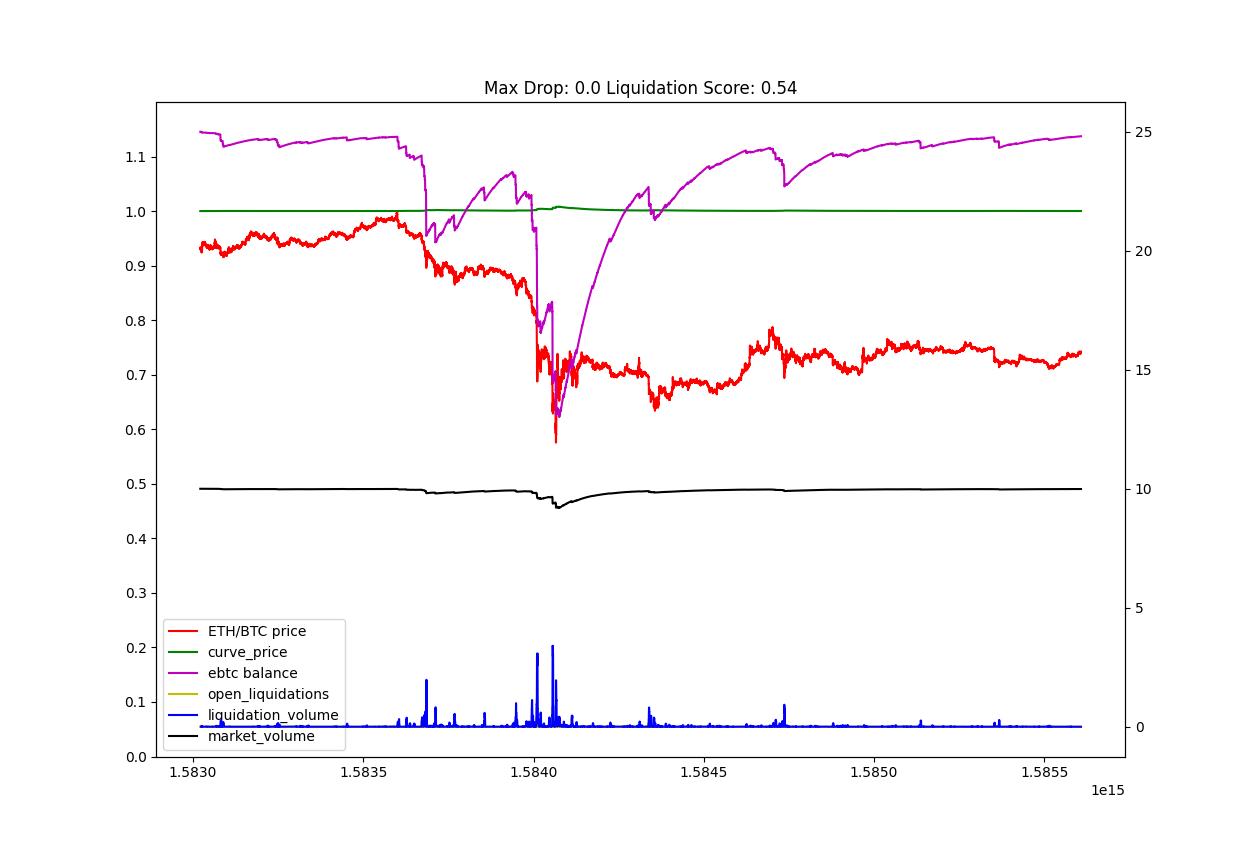 Max Drop: 0.0 Liquidation Score: 0.54
1.1
1.0
0.9
0.8
0.7
0.6
0.5
0.4
0.3
0.2
0.1
0.0
25
20
15
10
5
0
ETH/BTC price
curve_price
ebtc balance
open_liquidations
liquidation_volume
market_volume
1.5830 1.5835 1.5840 1.5845 1.5850 1.5855
1e15